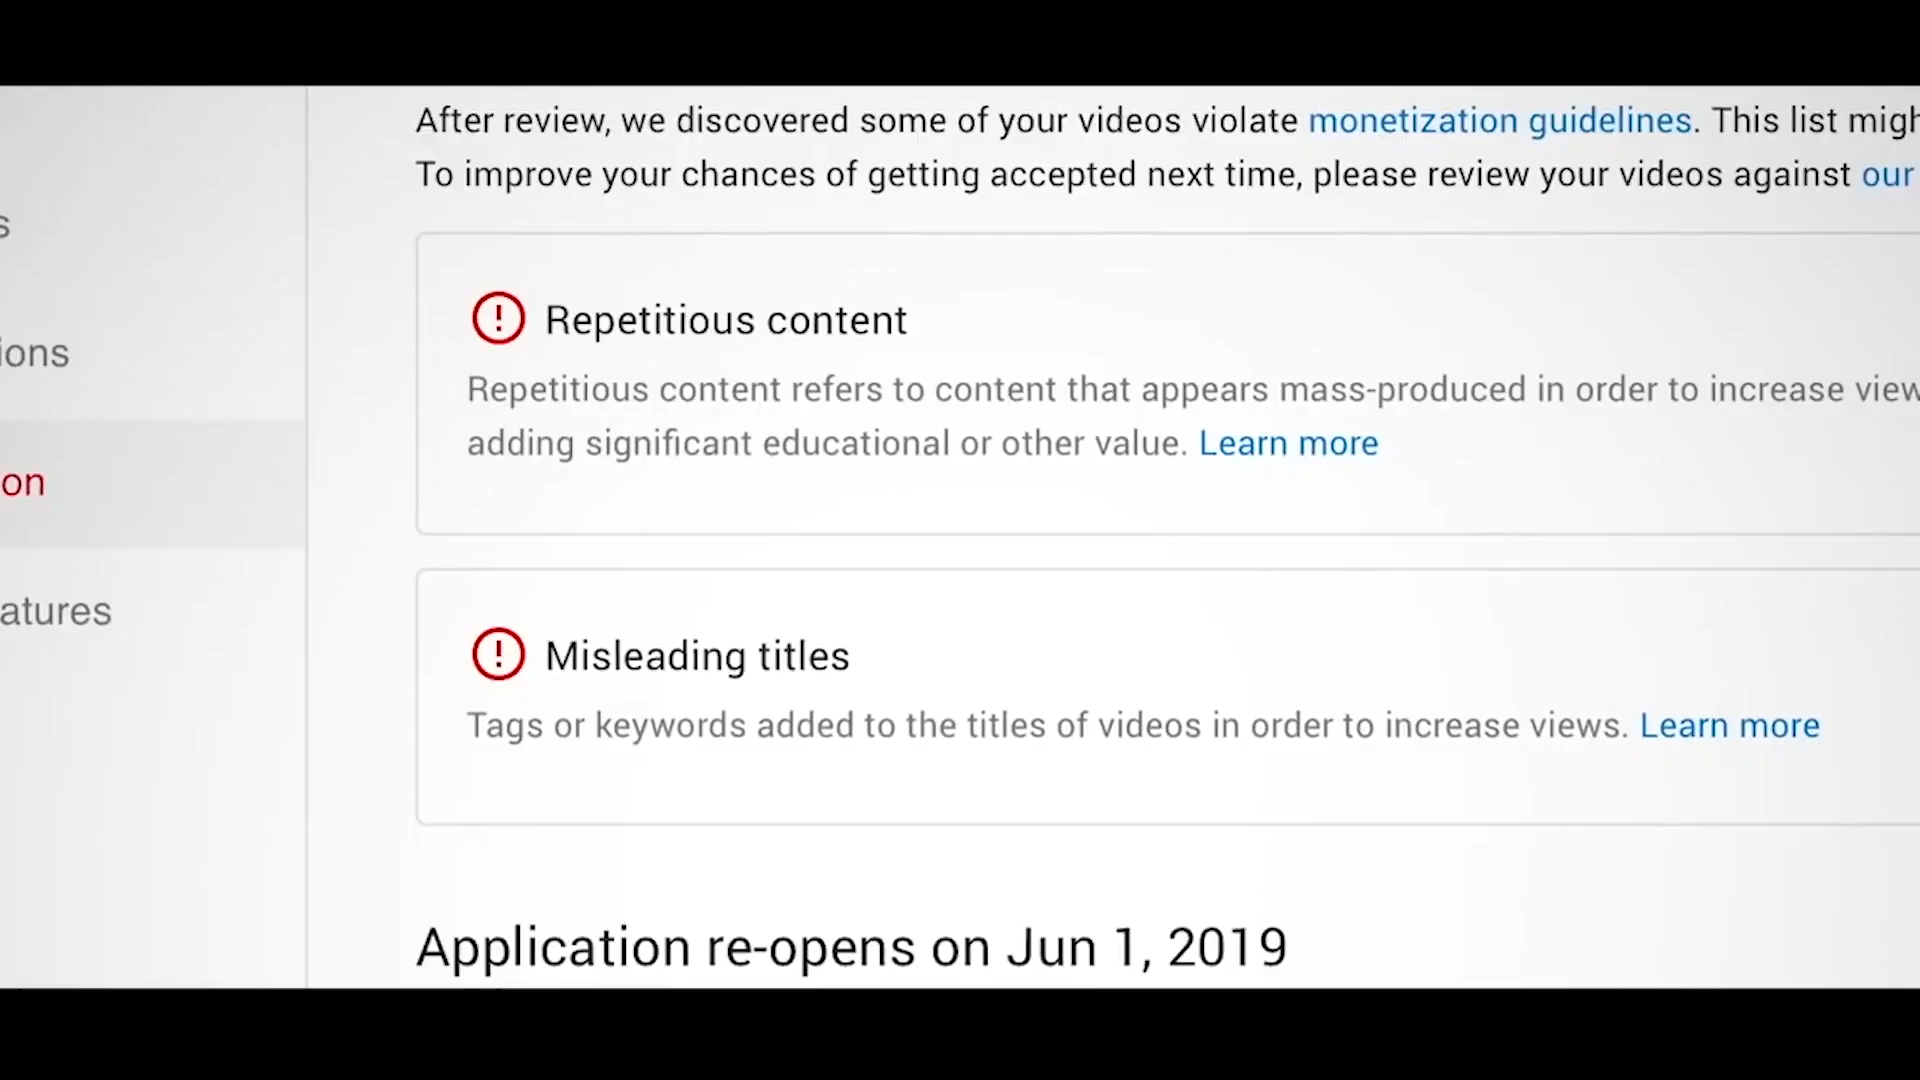 After review, we discovered some of your videos violate monetization guidelines. This list
To improve your chances of getting accepted next time, please review your videos against our
Repetitious content
ions
Repetitious content refers to content that appears mass-produced in order to increase
adding significant educational or other value. Learn more
on
atures
Misleading titles
Tags or keywords added to the titles of videos in order to increase views. Learn more
Application re-opens on Jun 1, 2019